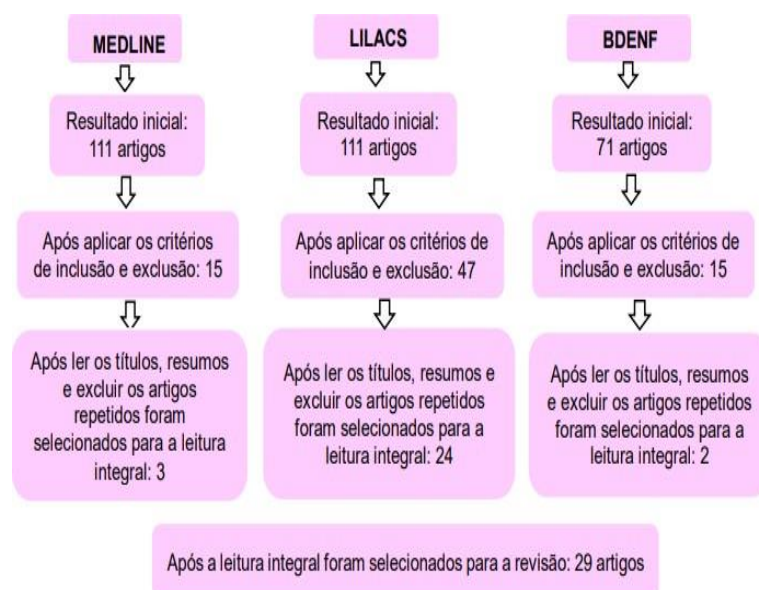 MEDLINE
LILACS
BDENF
Resultado inicial:
111 artigos
Resultado inicial:
111 artigos
Resultado inicial:
71 artigos
Após aplicar os critérios
de inclusão e exclusão: 15
Após aplicar os critérios de
inclusão e exclusão: 47
Após aplicar os critérios de
inclusão e exclusão: 15
Após ler os títulos, resumos
e excluir os artigos
repetidos foram
selecionados para a leitura
integral: 3
Após ler os títulos, resumos e
excluir os artigos repetidos
foram selecionados para a
leitura integral: 24
Após ler os títulos, resumos
e excluir os artigos repetidos
foram selecionados para a
leitura integral: 2
Após a leitura integral foram selecionados para a revisão: 29 artigos